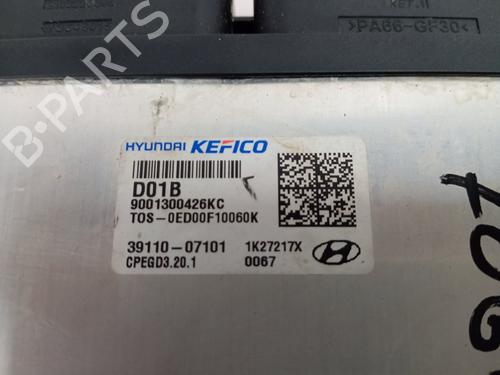 >PA66-GF30<
HYUNDAI KEFICO
D01B
9001300426KC
TOS-0ED00F10060K
39110-07101 1K27217X
CPEGD3.20.1 0067
B-PARTS